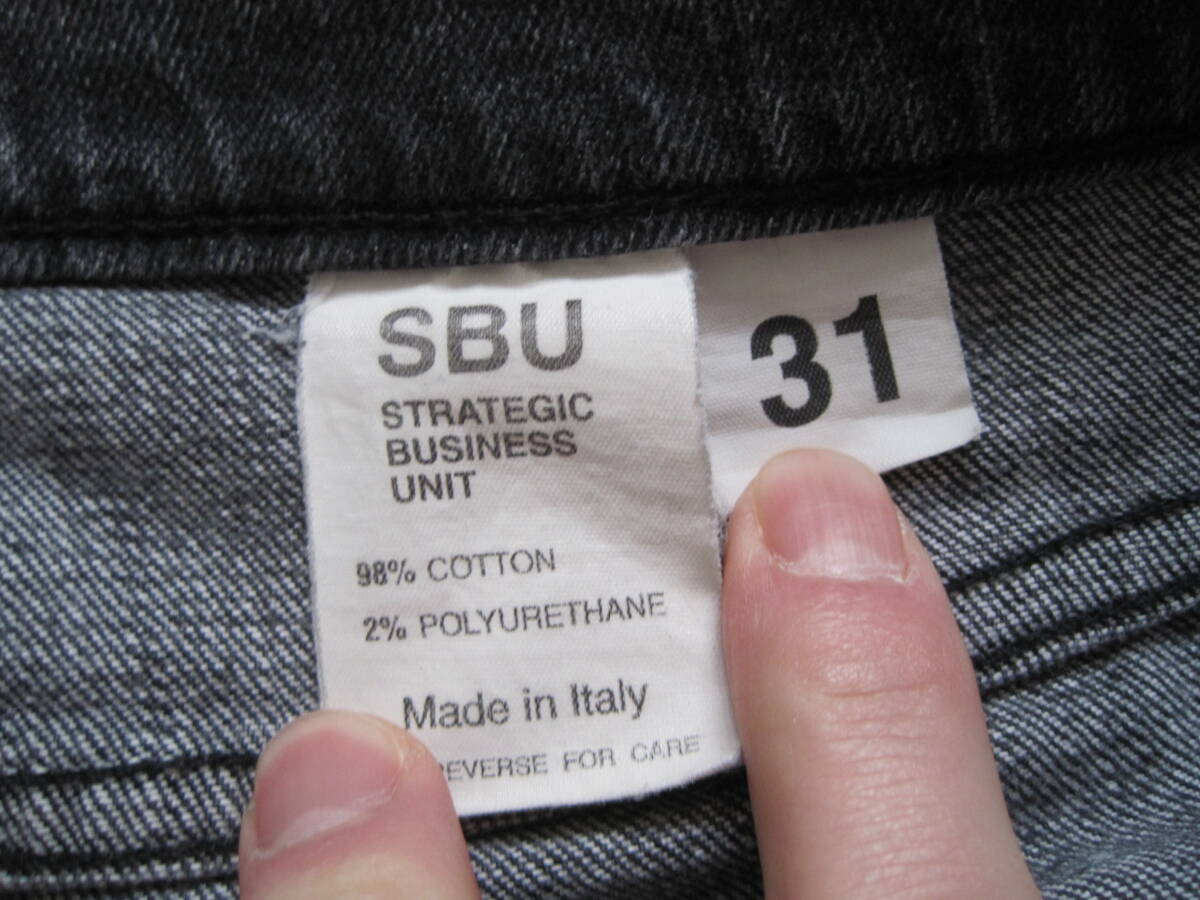 SBU
STRATEGIC
BUSINESS
UNIT
98% COTTON
2% POLYURETHANE
Made in Italy
REVERSE FOR CARE
31